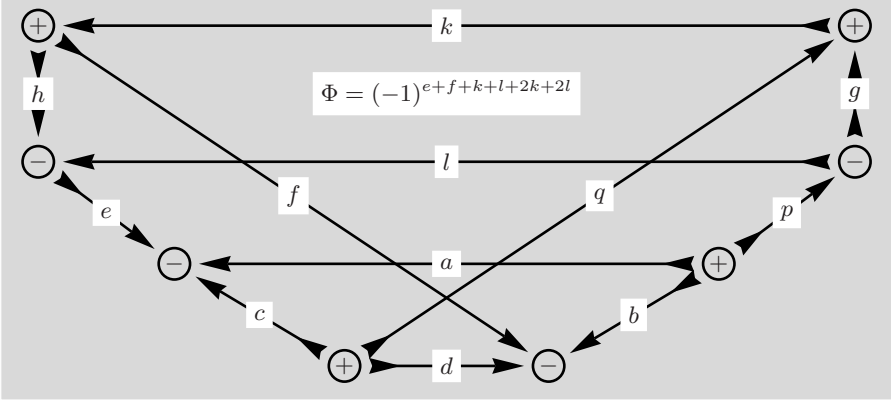 + k +
h Φ = (−1)^{e+f+k+l+2k+2l} g
− l −
f q
e p
− a +
c b
+ d −